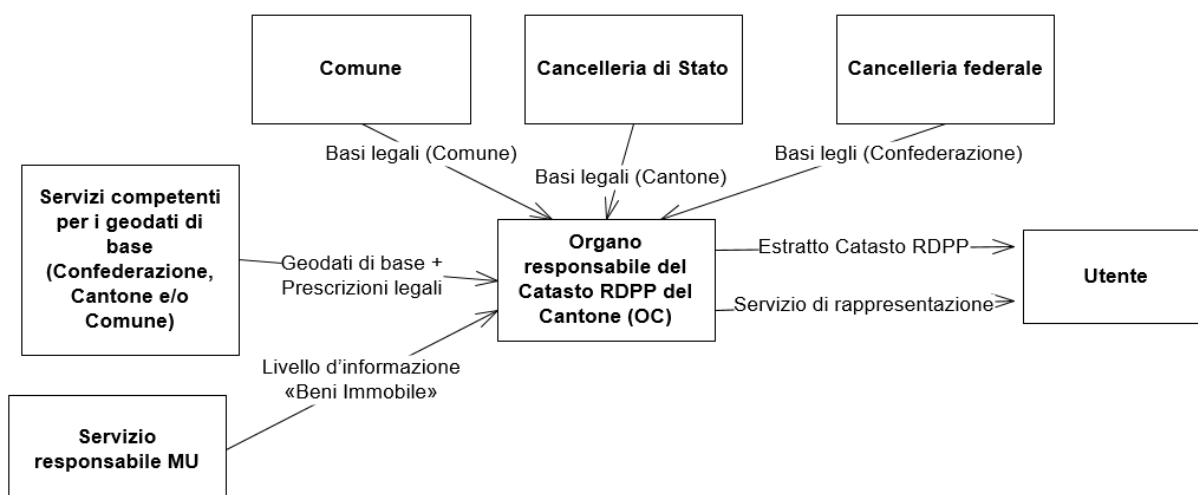 Comune
Cancelleria di Stato
Cancelleria federale
Basi legali (Comune)
Basi legali (Cantone)
Basi legli (Confederazione)
Servizi competenti
per i geodati di
base
(Confederazione,
Cantone e/o
Comune)
Geodati di base +
Prescrizioni legali
Organo
responsabile del
Catasto RDPP del
Cantone (OC)
Estratto Catasto RDPP
Servizio di rappresentazione
Utente
Livello d'informazione
«Beni Immobile»
Servizio
responsabile MU